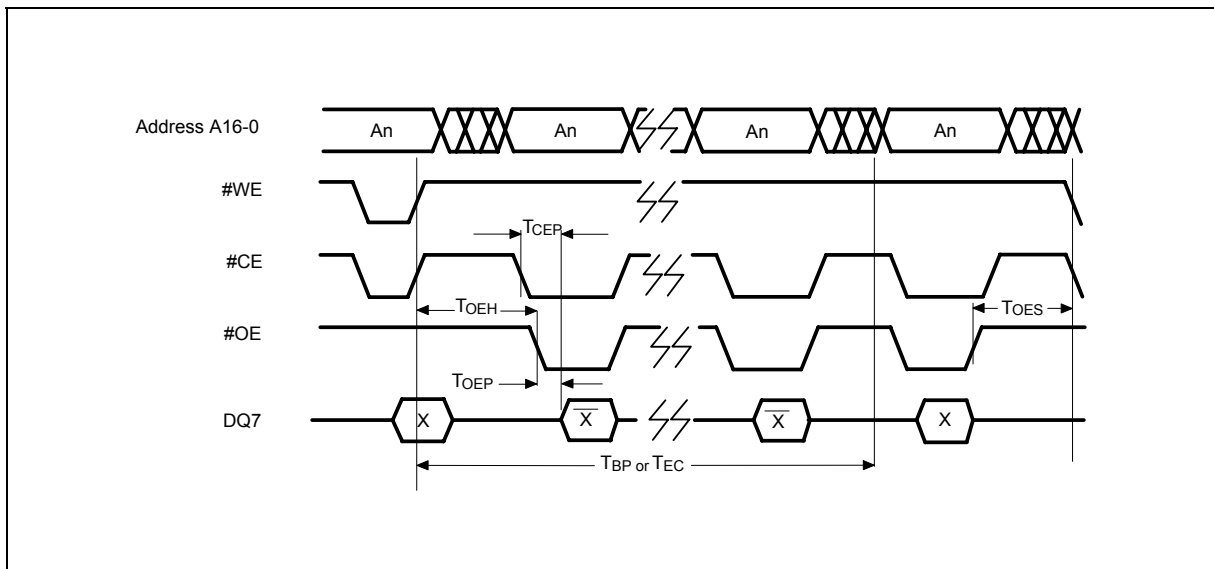 Address A16-0 An An An An
#WE
TCEP
#CE
TOEH TOES
#OE
TOEP
DQ7 X X̅ X̅ X
TBP or TEC